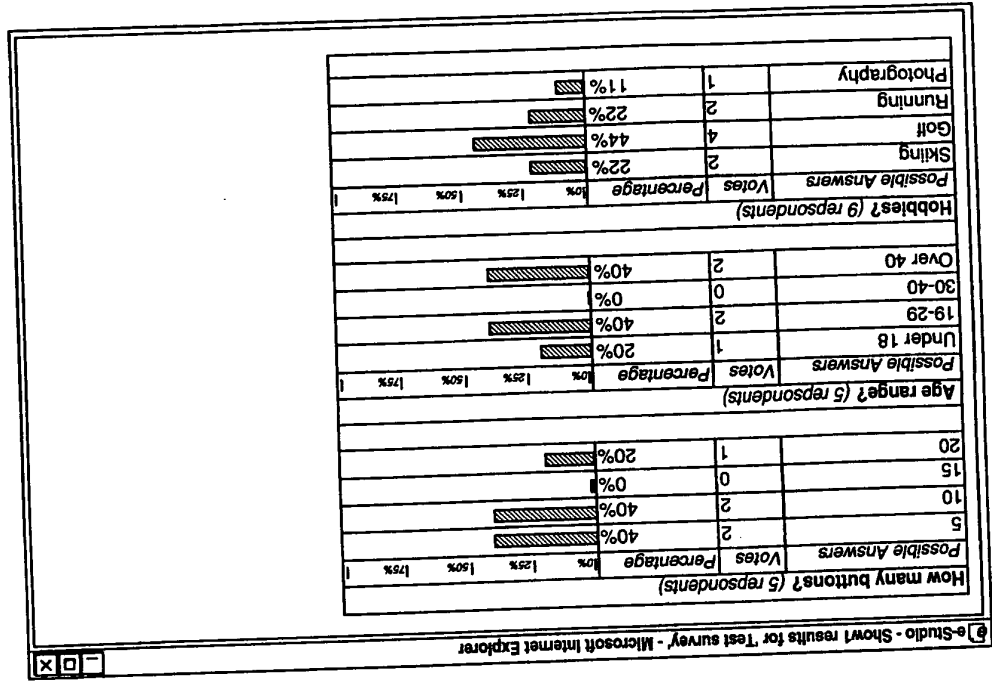 e-Studio - Show1 results for 'Test survey' - Microsoft Internet Explorer
How many buttons? (5 repsondents)
Possible Answers Votes Percentage 0% 25% 50% 75%
5 2 40%
10 2 40%
15 0 0%
20 1 20%
Age range? (5 repsondents)
Possible Answers Votes Percentage 0% 25% 50% 75%
Under 18 1 20%
19-29 2 40%
30-40 0 0%
Over 40 2 40%
Hobbies? (9 repsondents)
Possible Answers Votes Percentage 0% 25% 50% 75%
Skiing 2 22%
Golf 4 44%
Running 2 22%
Photography 1 11%